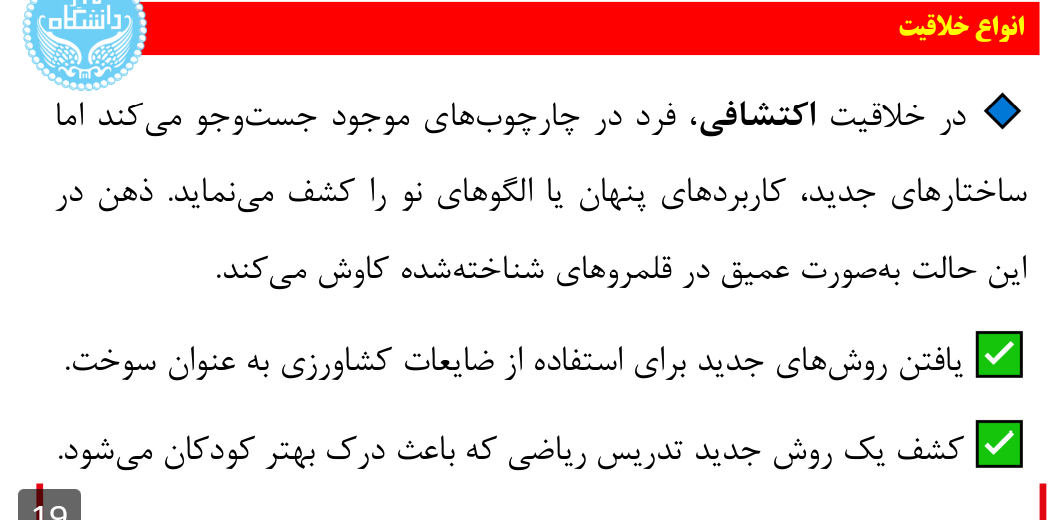 دانشگاه
انواع خلاقیت
در خلاقیت اکتشافی، فرد در چارچوب‌های موجود جست‌وجو می‌کند اما
ساختارهای جدید، کاربردهای پنهان یا الگوهای نو را کشف می‌نماید. ذهن در
این حالت به‌صورت عمیق در قلمروهای شناخته‌شده کاوش می‌کند.
یافتن روش‌های جدید برای استفاده از ضایعات کشاورزی به عنوان سوخت.
کشف یک روش جدید تدریس ریاضی که باعث درک بهتر کودکان می‌شود.
19